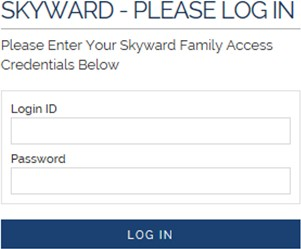 SKYWARD - PLEASE LOG IN
Please Enter Your Skyward Family Access
Credentials Below
Login ID
Password
LOG IN